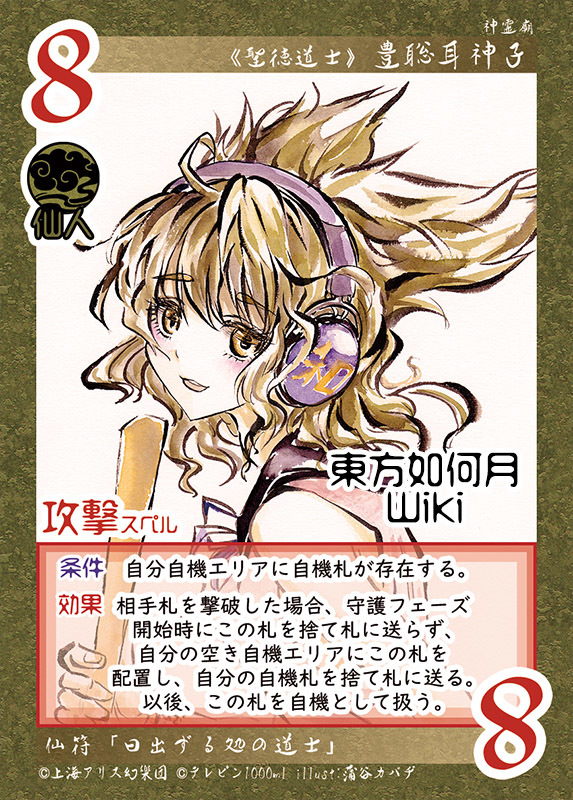 神霊廟
8
《聖徳道士》 豊聡耳神子
仙人
和
東方如何月
Wiki
攻撃スペル
条件 自分自機エリアに自機札が存在する。
効果 相手札を撃破した場合、守護フェーズ
開始時にこの札を捨て札に送らず、
自分の空き自機エリアにこの札を
配置し、自分の自機札を捨て札に送る。
以後、この札を自機として扱う。
8
仙符「日出ずる処の道士」
©上海アリス幻樂団 ©テレピン1000ml illust:蒲谷カバヂ